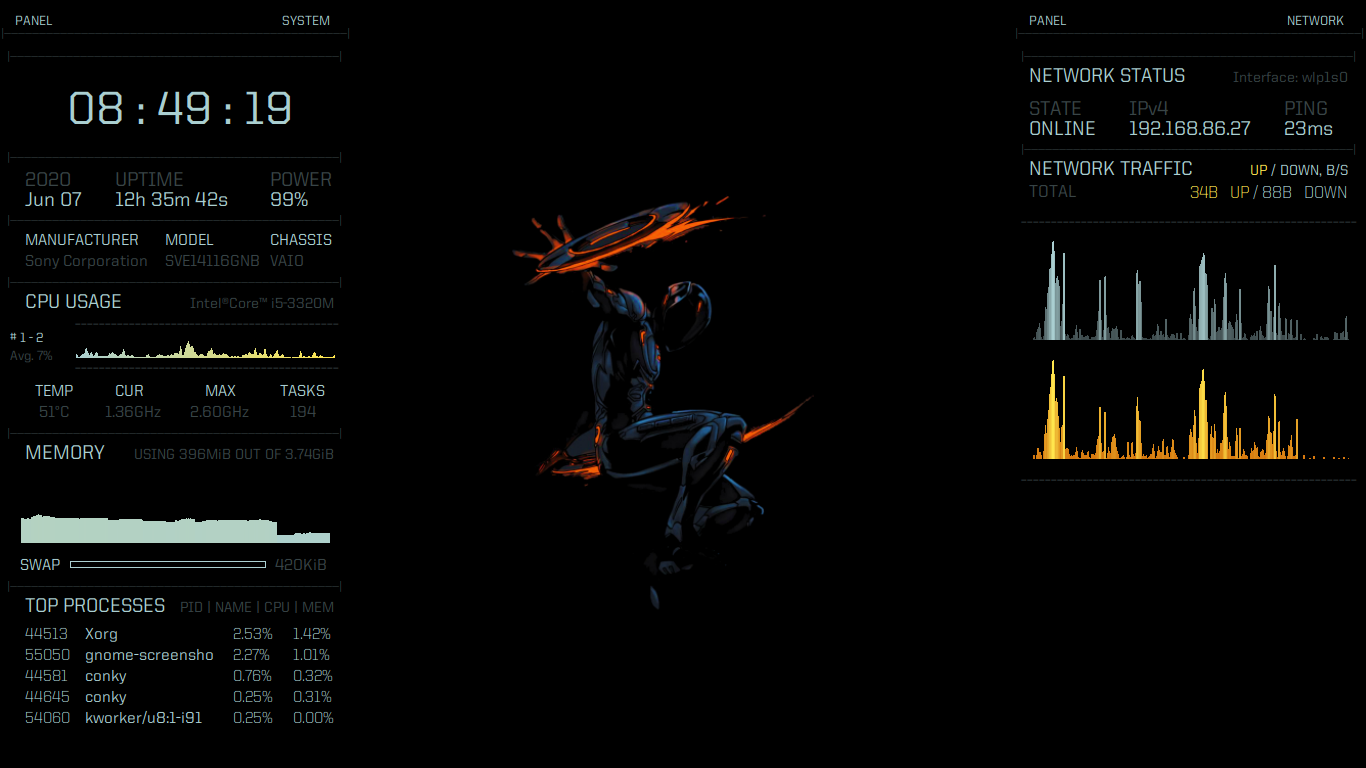 PANEL SYSTEM
08 : 49 : 19
2020 UPTIME POWER
Jun 07 12h 35m 42s 99%
MANUFACTURER MODEL CHASSIS
Sony Corporation SVE14116GNB VAIO
CPU USAGE Intel®Core™ i5-3320M
# 1 - 2
Avg. 7%
TEMP CUR MAX TASKS
51°C 1.36GHz 2.60GHz 194
MEMORY USING 396MiB OUT OF 3.74GiB
SWAP 420KiB
TOP PROCESSES PID | NAME | CPU | MEM
44513 Xorg 2.53% 1.42%
55050 gnome-screensho 2.27% 1.01%
44581 conky 0.76% 0.32%
44645 conky 0.25% 0.31%
54060 kworker/u8:1-i91 0.25% 0.00%
PANEL NETWORK
NETWORK STATUS Interface: wlp1s0
STATE IPv4 PING
ONLINE 192.168.86.27 23ms
NETWORK TRAFFIC UP / DOWN, B/S
TOTAL 34B UP / 88B DOWN